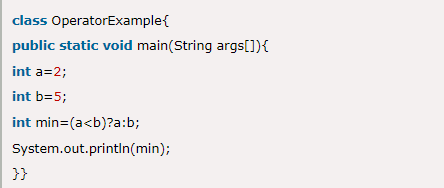 class OperatorExample{
public static void main(String args[]){
int a=2;
int b=5;
int min=(a<b)?a:b;
System.out.println(min);
}}